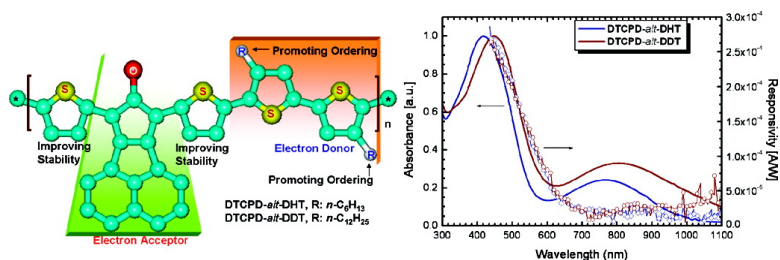 R
Promoting Ordering
O
S
S
S
S
*
*
n
Improving
Stability
Improving
Stability
Electron Donor
R
Promoting Ordering
DTCPD-alt-DHT, R: n-C6H13
DTCPD-alt-DDT, R: n-C12H25
Electron Acceptor
DTCPD-alt-DHT
DTCPD-alt-DDT
Absorbance [a.u.]
1.0
0.8
0.6
0.4
0.2
0.0
3.0x10-4
2.5x10-4
2.0x10-4
1.5x10-4
1.0x10-4
5.0x10-5
0.0
Responsivity [A/W]
300 400 500 600 700 800 900 1000 1100
Wavelength (nm)